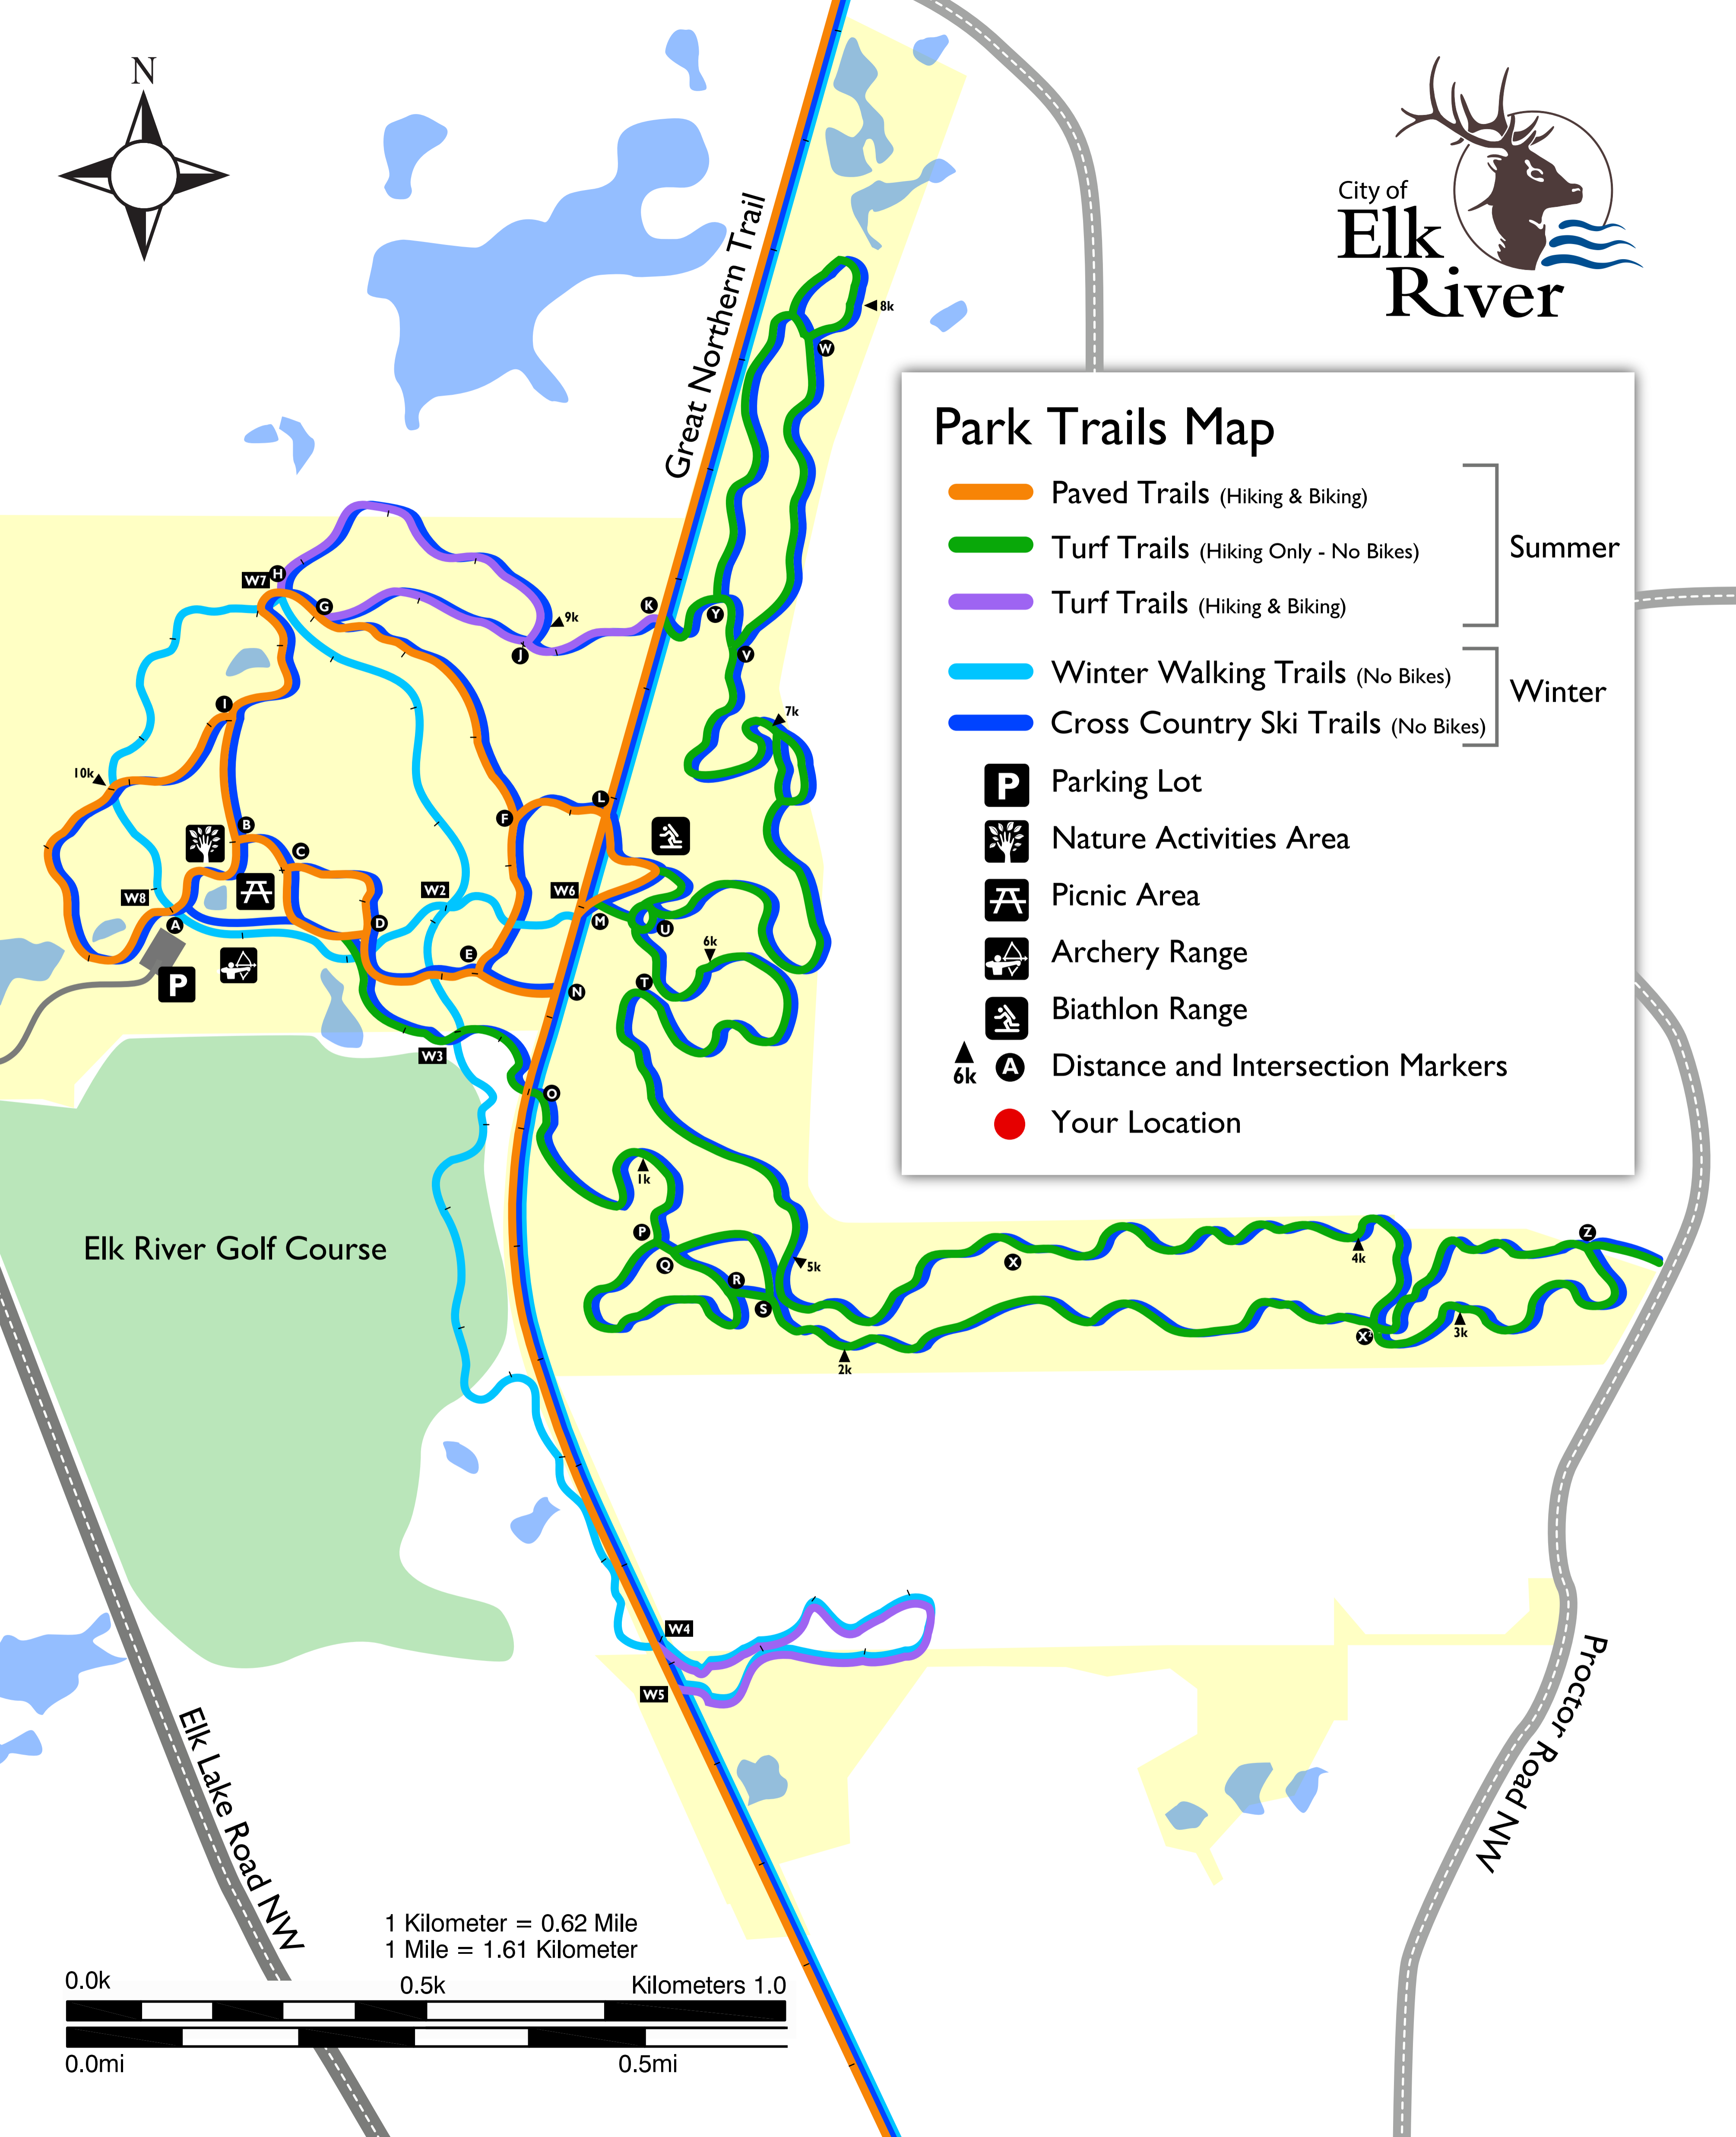 N
City of
Elk
River
Great Northern Trail
Park Trails Map
Paved Trails (Hiking & Biking)
Turf Trails (Hiking Only - No Bikes)
Summer
Turf Trails (Hiking & Biking)
Winter Walking Trails (No Bikes)
Winter
Cross Country Ski Trails (No Bikes)
P Parking Lot
Nature Activities Area
Picnic Area
Archery Range
Biathlon Range
6k A Distance and Intersection Markers
Your Location
8k
W
W7
H
G
K
Y
9k
J
V
I
7k
10k
L
B
F
C
W8
W2
W6
A
D
M
U
E
6k
P
T
N
W3
O
1k
P
Q
R
S
5k
X
4k
Z
X²
3k
2k
Elk River Golf Course
W4
W5
Elk Lake Road NW
Proctor Road NW
1 Kilometer = 0.62 Mile
1 Mile = 1.61 Kilometer
0.0k 0.5k Kilometers 1.0
0.0mi 0.5mi